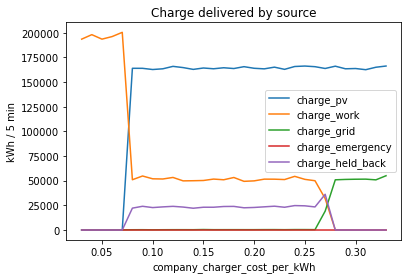 Charge delivered by source
kWh / 5 min
200000
175000
150000
125000
100000
75000
50000
25000
0
charge_pv
charge_work
charge_grid
charge_emergency
charge_held_back
0.05 0.10 0.15 0.20 0.25 0.30
company_charger_cost_per_kWh